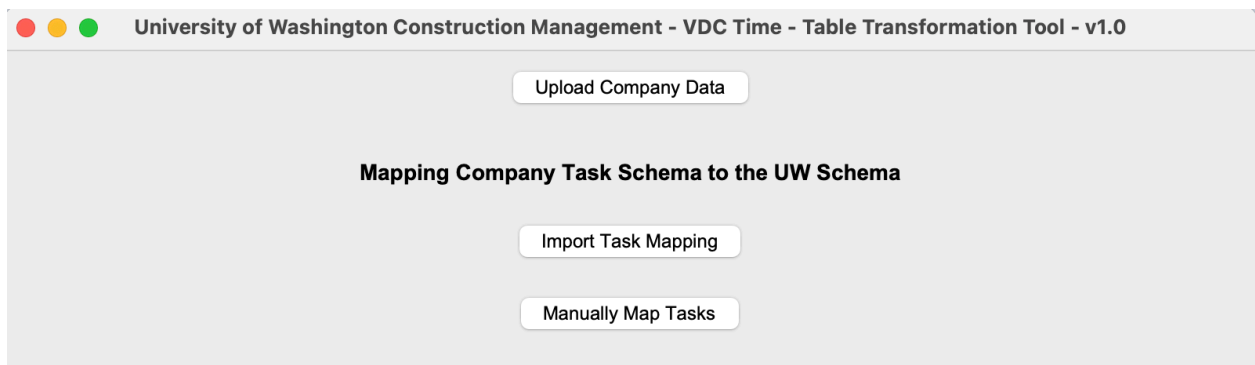 University of Washington Construction Management - VDC Time - Table Transformation Tool - v1.0
Upload Company Data
Mapping Company Task Schema to the UW Schema
Import Task Mapping
Manually Map Tasks